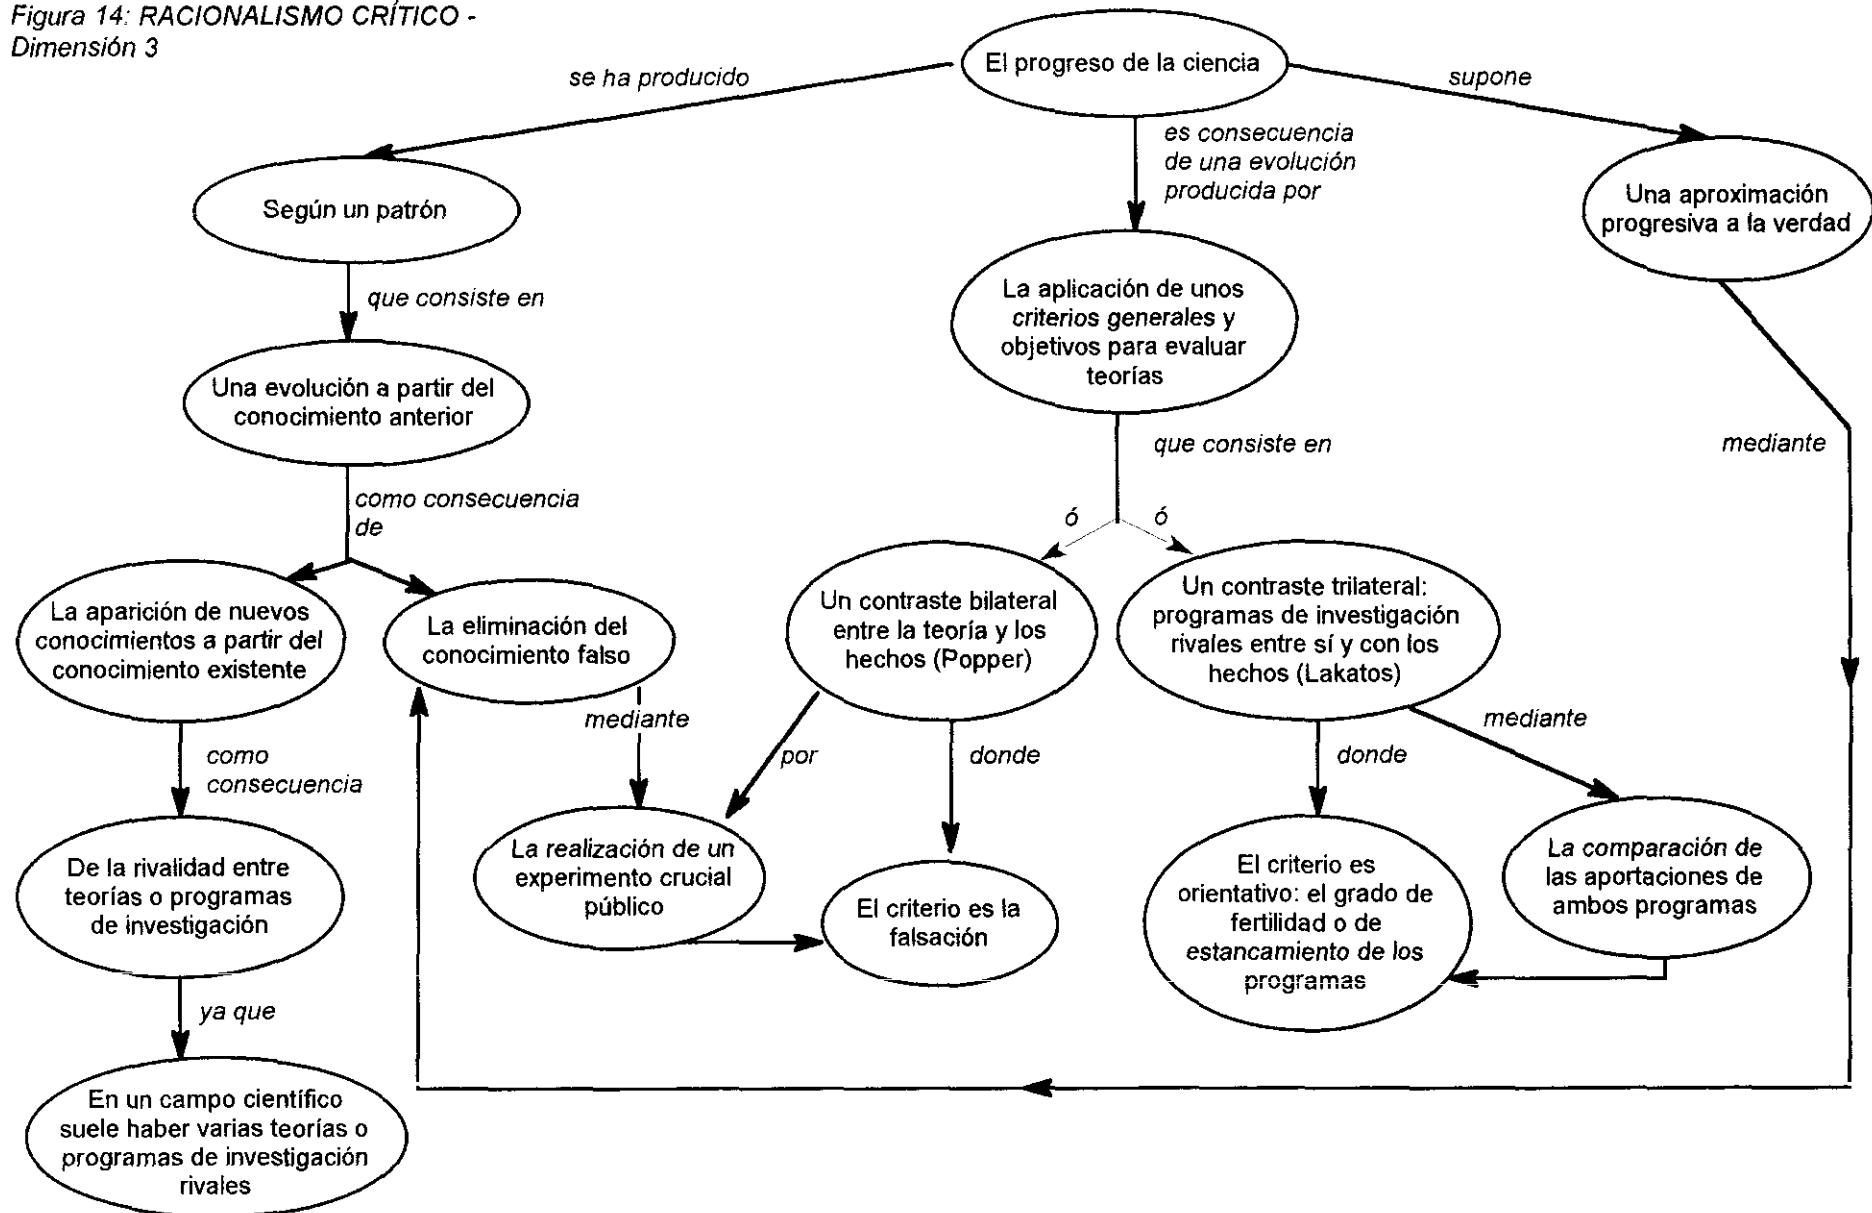 Figura 14: RACIONALISMO CRÍTICO -
Dimensión 3
El progreso de la ciencia
se ha producido
supone
es consecuencia
de una evolución
producida por
Según un patrón
Una aproximación
progresiva a la verdad
que consiste en
La aplicación de unos
criterios generales y
objetivos para evaluar
teorías
Una evolución a partir del
conocimiento anterior
que consiste en
mediante
como consecuencia
de
ó
ó
La aparición de nuevos
conocimientos a partir del
conocimiento existente
La eliminación del
conocimiento falso
Un contraste bilateral
entre la teoría y los
hechos (Popper)
Un contraste trilateral:
programas de investigación
rivales entre sí y con los
hechos (Lakatos)
mediante
mediante
como
consecuencia
por
donde
donde
De la rivalidad entre
teorías o programas
de investigación
La realización de un
experimento crucial
público
El criterio es la
falsación
El criterio es
orientativo: el grado de
fertilidad o de
estancamiento de los
programas
La comparación de
las aportaciones de
ambos programas
ya que
En un campo científico
suele haber varias teorías o
programas de investigación
rivales